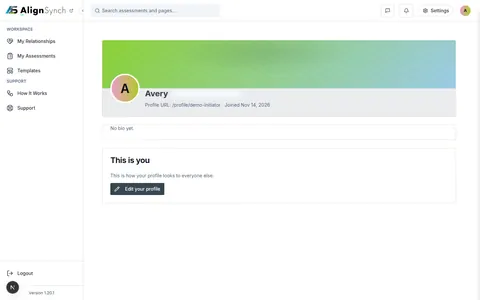 AlignSynch
Search assessments and pages...
Settings
A
WORKSPACE
My Relationships
My Assessments
Templates
SUPPORT
How It Works
Support
A
Avery
Profile URL: /profile/demo-initiator · Joined Nov 14, 2026
No bio yet.
This is you
This is how your profile looks to everyone else.
Edit your profile
Logout
N
Version 1.20.1